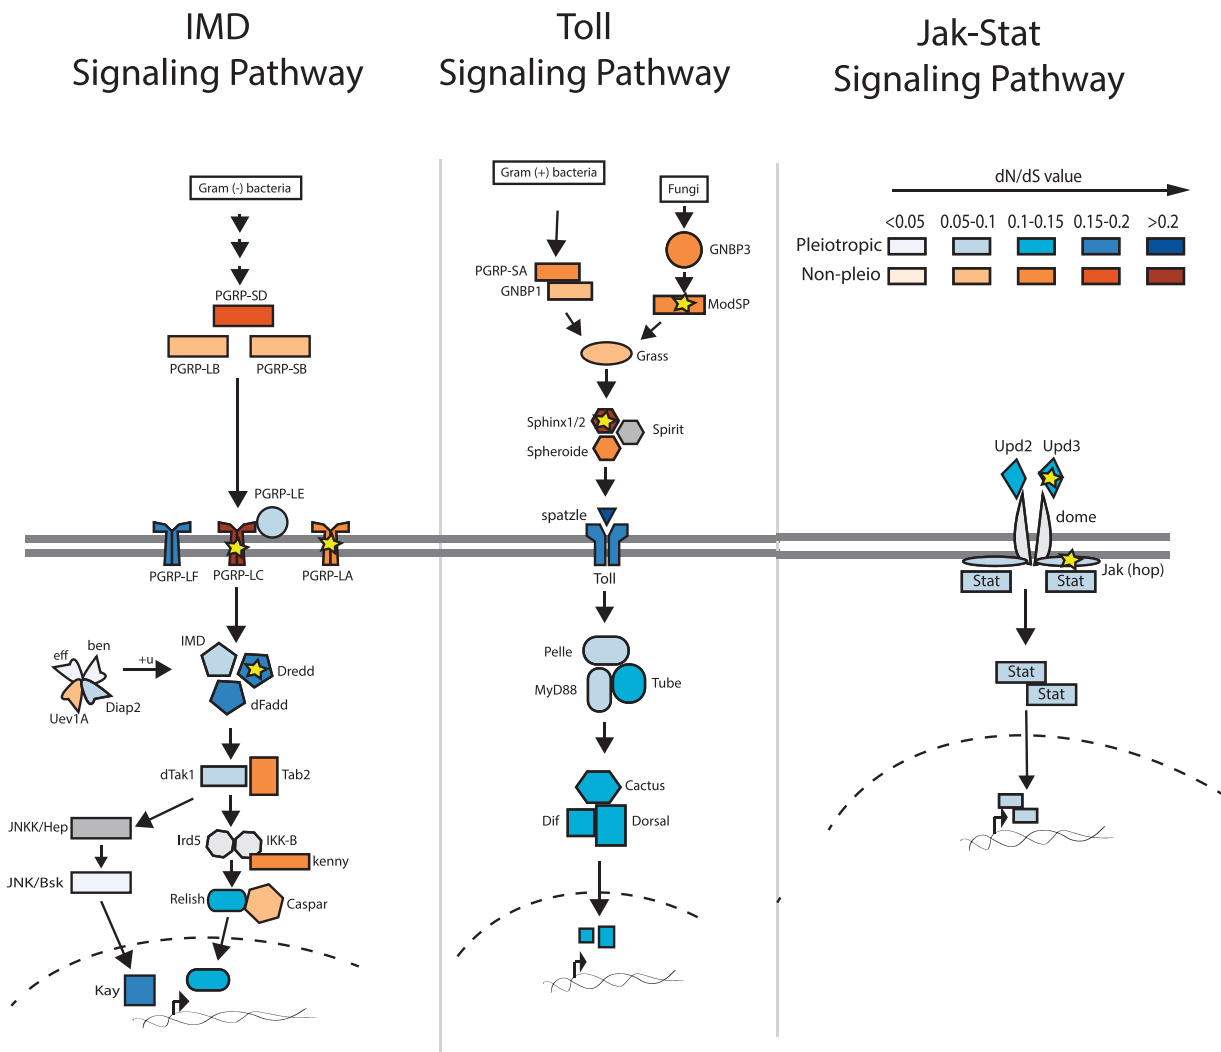 IMD
Signaling Pathway
Toll
Signaling Pathway
Jak-Stat
Signaling Pathway
Gram (-) bacteria
PGRP-SD
PGRP-LB
PGRP-SB
PGRP-LE
PGRP-LF
PGRP-LC
PGRP-LA
eff
ben
+u
IMD
Dredd
Uev1A
Diap2
dFadd
dTak1
Tab2
JNKK/Hep
Ird5
IKK-B
kenny
JNK/Bsk
Relish
Caspar
Kay
Gram (+) bacteria
Fungi
GNBP3
PGRP-SA
GNBP1
ModSP
Grass
Sphinx1/2
Spirit
Spheroide
spatzle
Toll
Pelle
MyD88
Tube
Cactus
Dif
Dorsal
dN/dS value
<0.05 0.05-0.1 0.1-0.15 0.15-0.2 >0.2
Pleiotropic
Non-pleio
Upd2
Upd3
dome
Jak (hop)
Stat
Stat
Stat
Stat